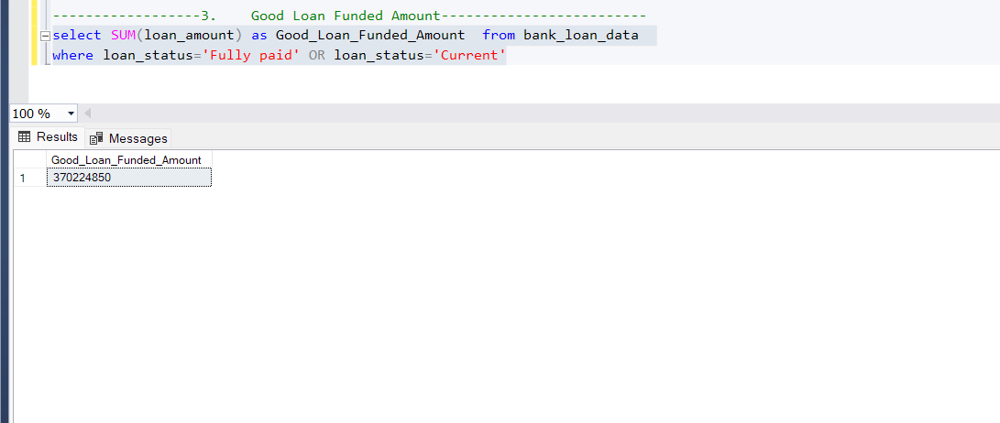 ------------------3.    Good Loan Funded Amount-------------------------
select SUM(loan_amount) as Good_Loan_Funded_Amount  from bank_loan_data
where loan_status='Fully paid' OR loan_status='Current'
100 %
Results Messages
Good_Loan_Funded_Amount
1 370224850